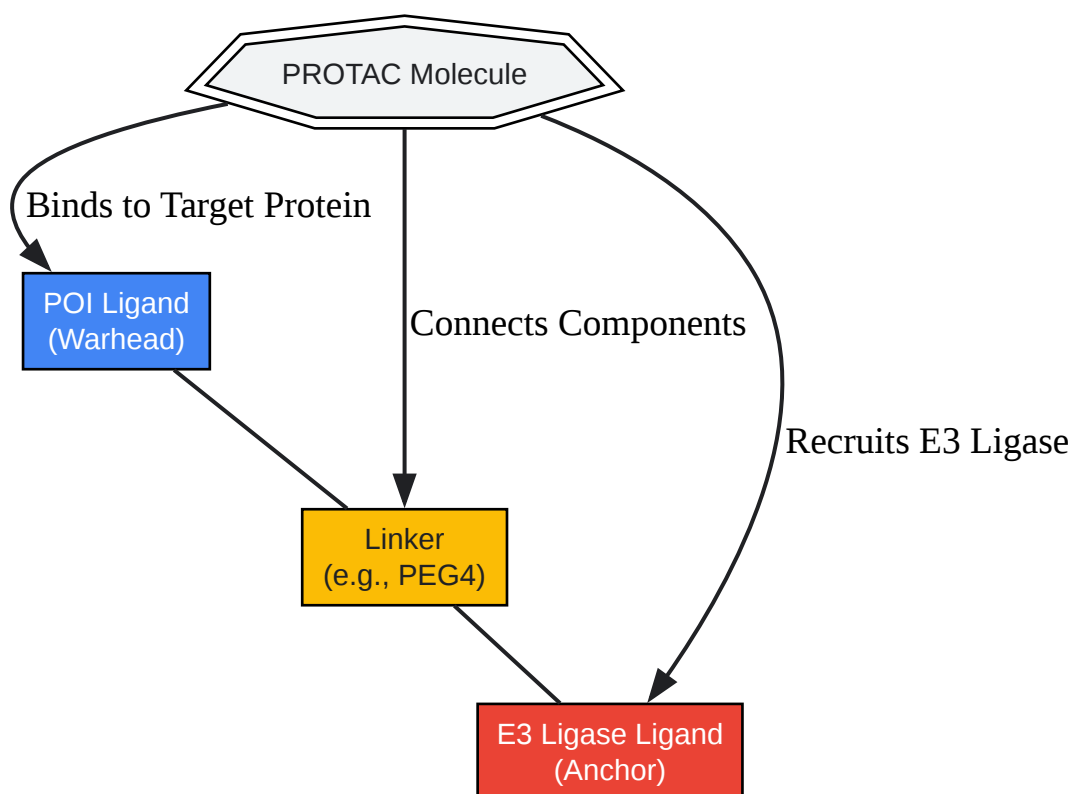 PROTAC Molecule
Binds to Target Protein
POI Ligand
(Warhead)
Connects Components
Recruits E3 Ligase
Linker
(e.g., PEG4)
E3 Ligase Ligand
(Anchor)